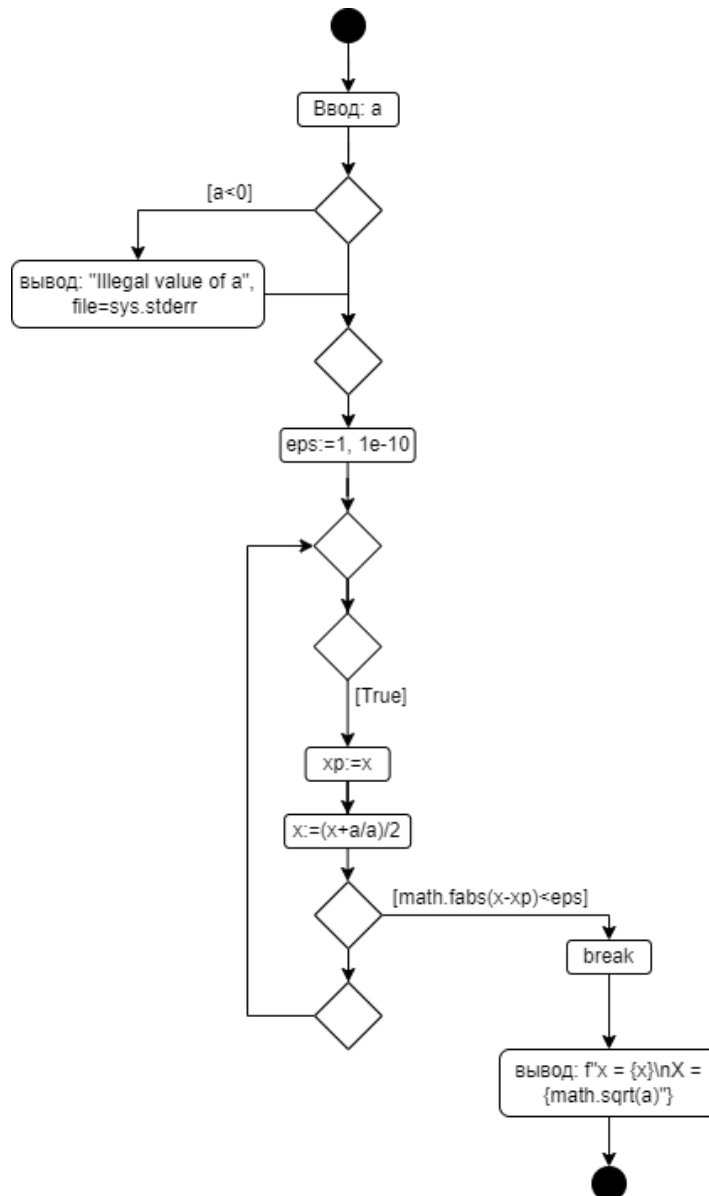 Ввод: a
[a<0]
вывод: "Illegal value of a",
file=sys.stderr
eps:=1, 1e-10
[True]
xp:=x
x:=(x+a/a)/2
[math.fabs(x-xp)<eps]
break
вывод: f"x = {x}\nX =
{math.sqrt(a)"}